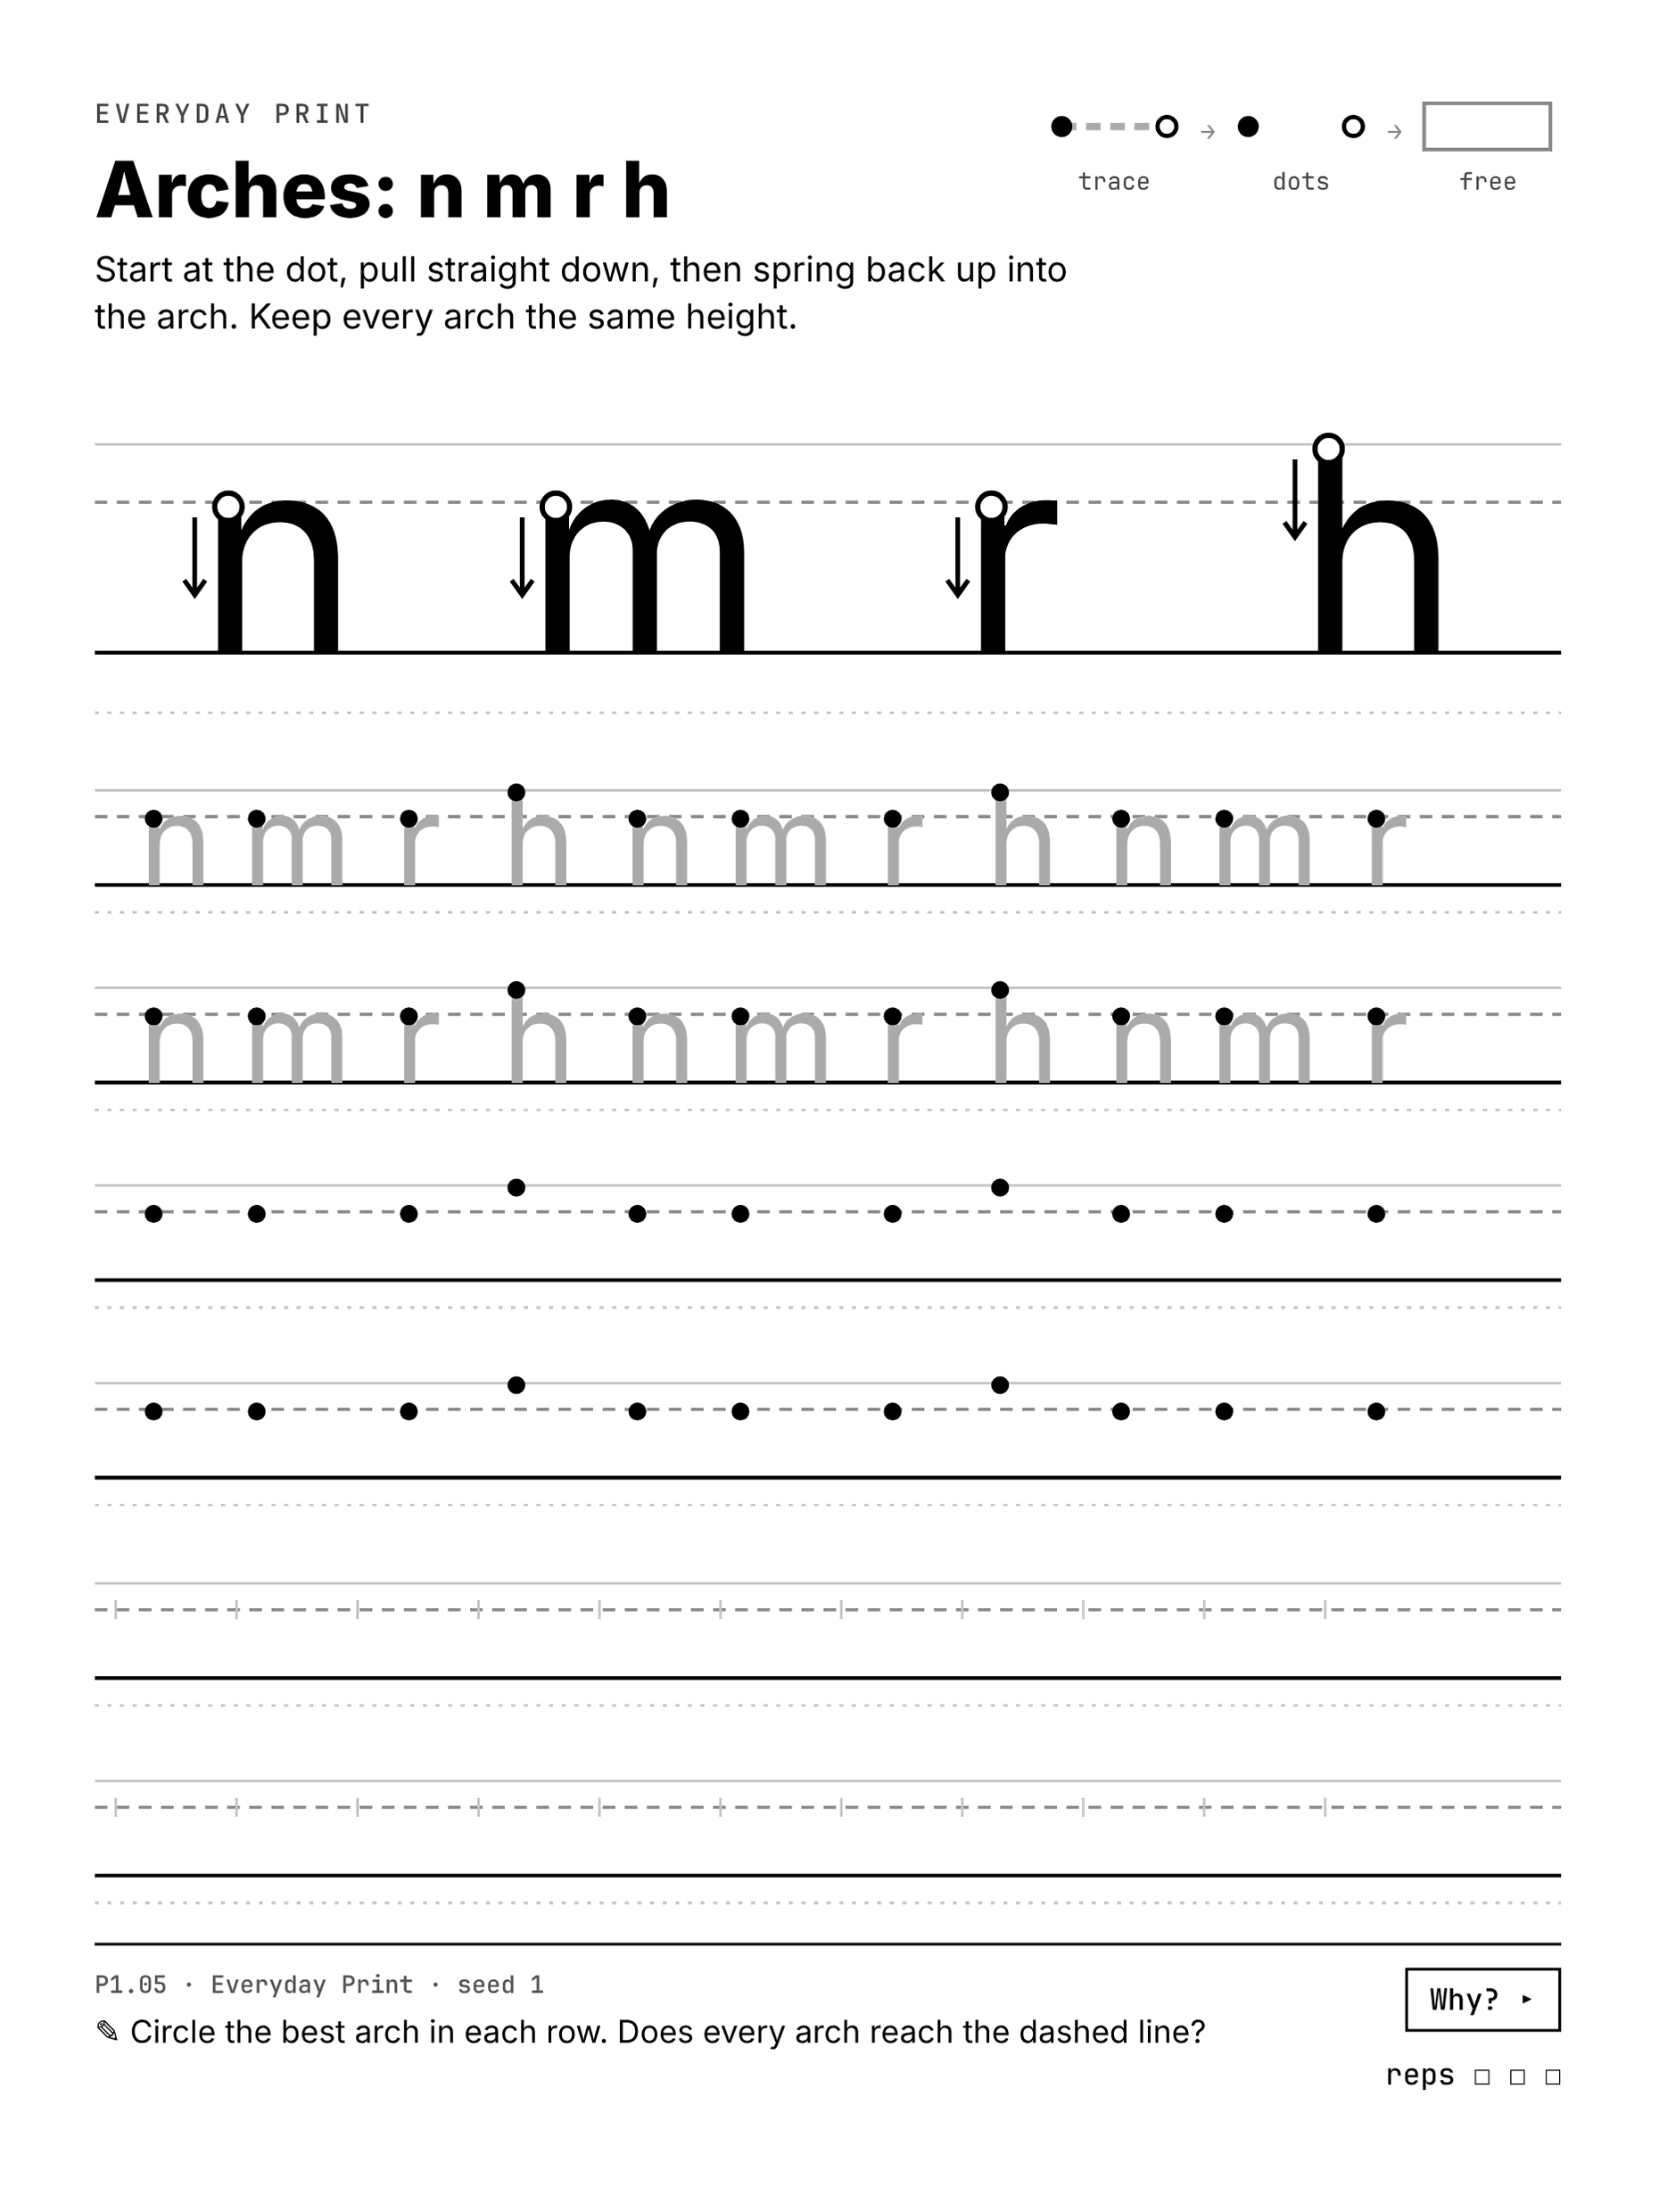 EVERYDAY PRINT
Arches: n m r h
trace → dots → free
Start at the dot, pull straight down, then spring back up into
the arch. Keep every arch the same height.
n m r h
n m r h n m r h n m r
n m r h n m r h n m r
P1.05 · Everyday Print · seed 1
Why? ▸
✎ Circle the best arch in each row. Does every arch reach the dashed line?
reps □ □ □